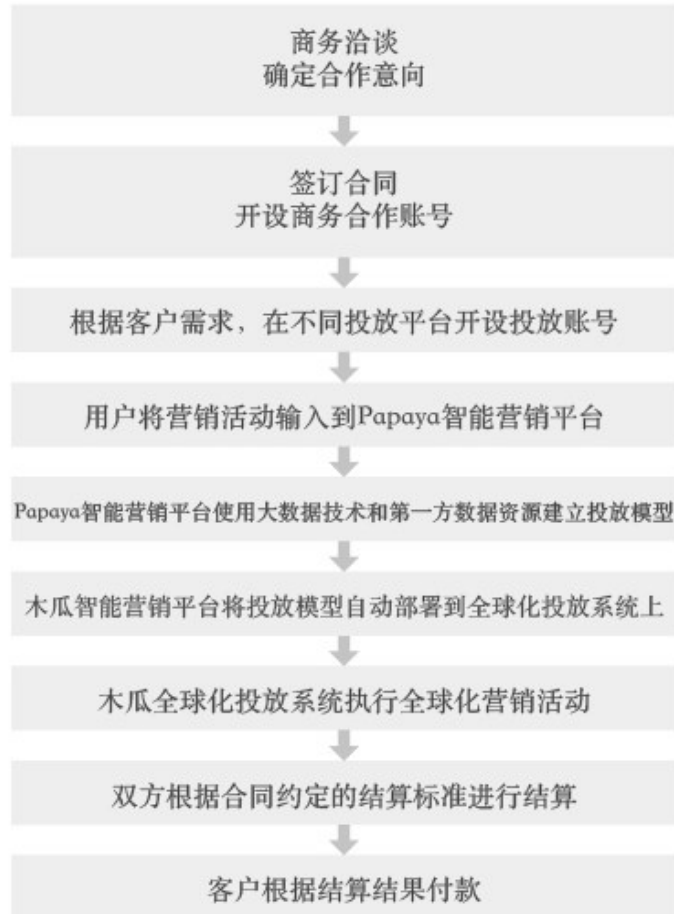 商务洽谈
确定合作意向
签订合同
开设商务合作账号
根据客户需求，在不同投放平台开设投放账号
用户将营销活动输入到Papaya智能营销平台
Papaya智能营销平台使用大数据技术和第一方数据资源建立投放模型
木瓜智能营销平台将投放模型自动部署到全球化投放系统上
木瓜全球化投放系统执行全球化营销活动
双方根据合同约定的结算标准进行结算
客户根据结算结果付款